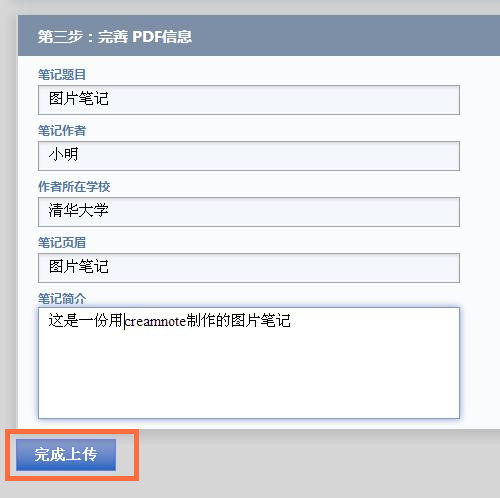 第三步：完善 PDF信息
笔记题目
图片笔记
笔记作者
小明
作者所在学校
清华大学
笔记页眉
图片笔记
笔记简介
这是一份用creamnote制作的图片笔记
完成上传